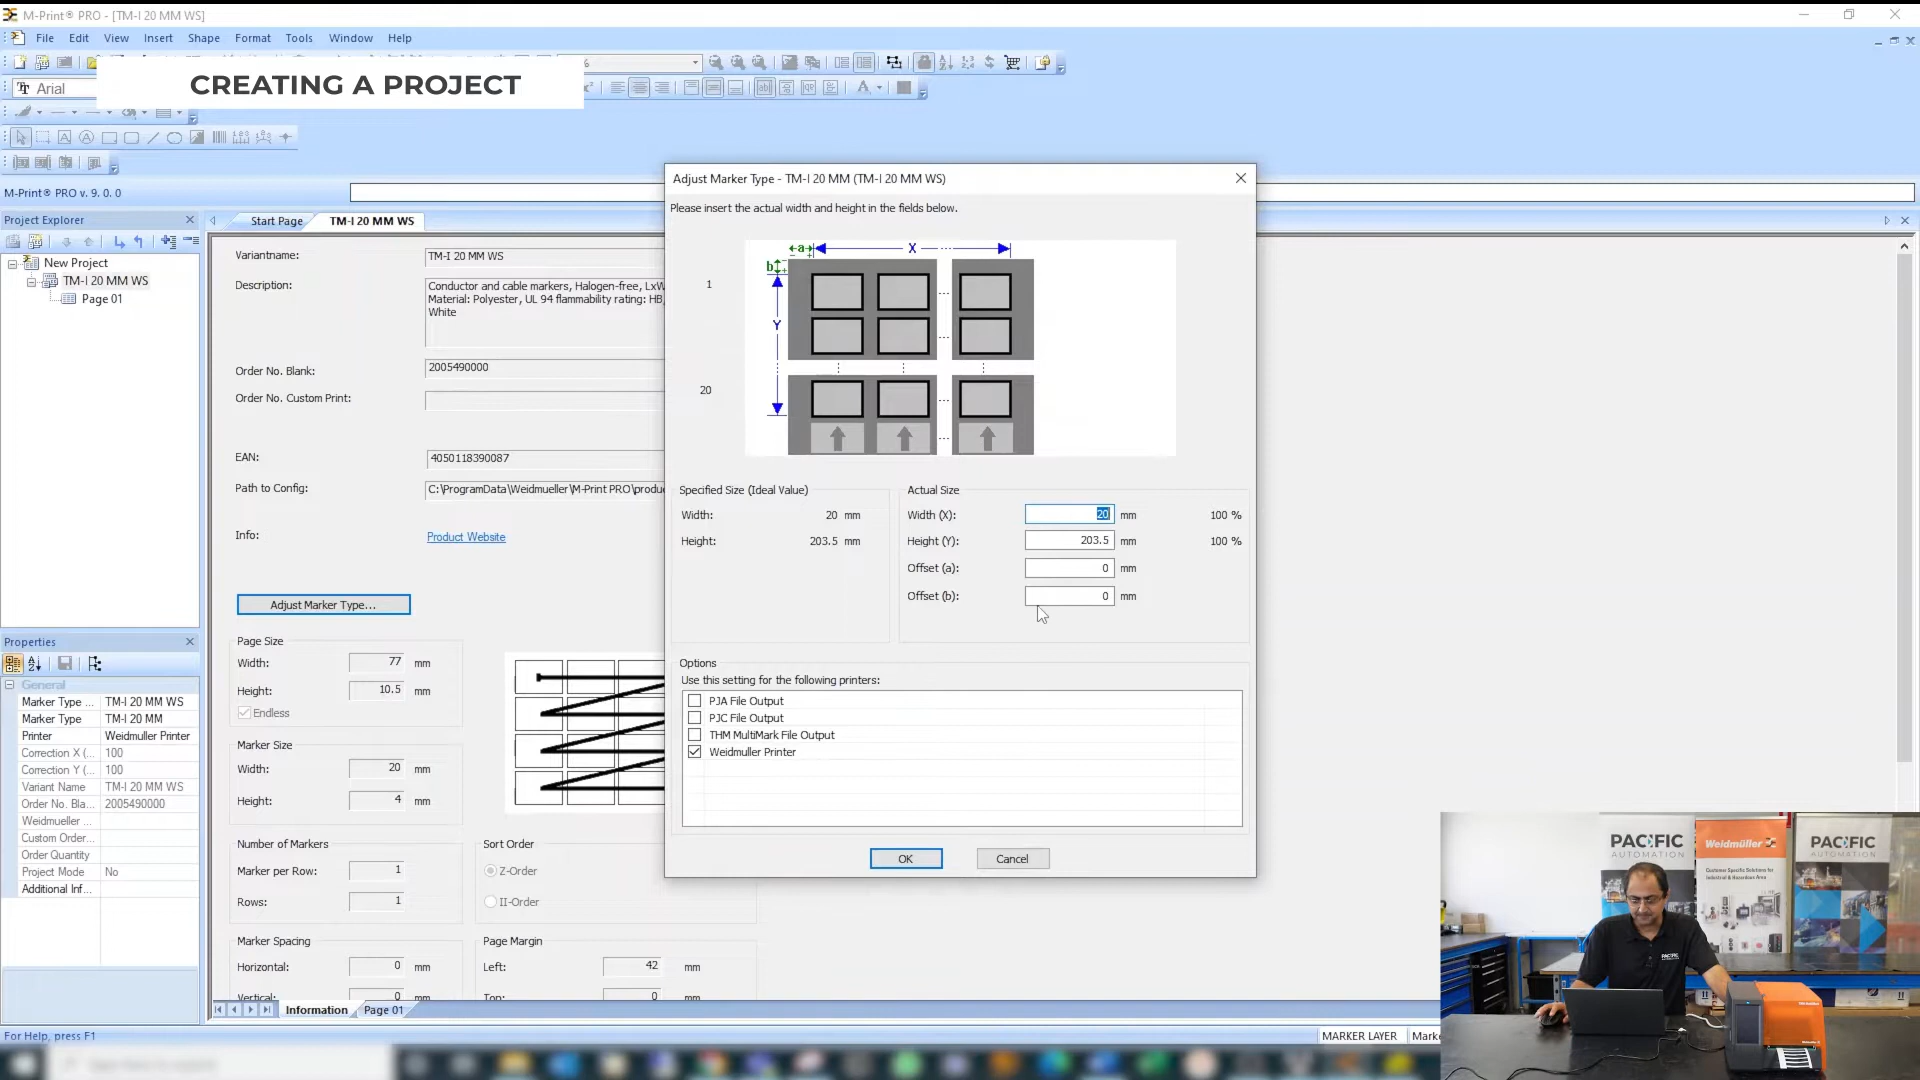 M-Print® PRO - [TM-I 20 MM WS]
File Edit View Insert Shape Format Tools Window Help
CREATING A PROJECT
Arial
%
M-Print® PRO v. 9. 0. 0
Project Explorer
New Project
TM-I 20 MM WS
Page 01
Start Page
TM-I 20 MM WS
Variantname: TM-I 20 MM WS
Description: Conductor and cable markers, Halogen-free, LxW
Material: Polyester, UL 94 flammability rating: HB,
White
Order No. Blank: 2005490000
Order No. Custom Print:
EAN: 4050118390087
Path to Config: C:\ProgramData\Weidmueller\M-Print PRO\produ
Info: Product Website
Adjust Marker Type...
Page Size
Width: 77 mm
Height: 10.5 mm
Endless
Marker Size
Width: 20 mm
Height: 4 mm
Number of Markers
Marker per Row: 1
Rows: 1
Sort Order
Z-Order
II-Order
Marker Spacing
Horizontal: 0 mm
Vertical: 0 mm
Page Margin
Left: 42 mm
Top: 0 mm
Information
Page 01
Properties
General
Marker Type ... TM-I 20 MM WS
Marker Type TM-I 20 MM
Printer Weidmuller Printer
Correction X (... 100
Correction Y (... 100
Variant Name TM-I 20 MM WS
Order No. Bla... 2005490000
Weidmueller ...
Custom Order...
Order Quantity
Project Mode No
Additional Inf...
For Help, press F1
MARKER LAYER
Marke
Adjust Marker Type - TM-I 20 MM (TM-I 20 MM WS)
Please insert the actual width and height in the fields below.
a X
b
1
Y
20
Specified Size (Ideal Value)
Width: 20 mm
Height: 203.5 mm
Actual Size
Width (X): 20 mm 100 %
Height (Y): 203.5 mm 100 %
Offset (a): 0 mm
Offset (b): 0 mm
Options
Use this setting for the following printers:
PJA File Output
PJC File Output
THM MultiMark File Output
Weidmuller Printer
OK
Cancel
PACIFIC
AUTOMATION
Weidmüller
Customer Specific Solutions for
Industrial & Hazardous Area
PACIFIC
AUTOMATION
PACIFIC